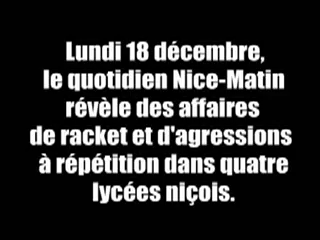 Lundi 18 décembre,
le quotidien Nice-Matin
révèle des affaires
de racket et d'agressions
à répétition dans quatre
lycées niçois.